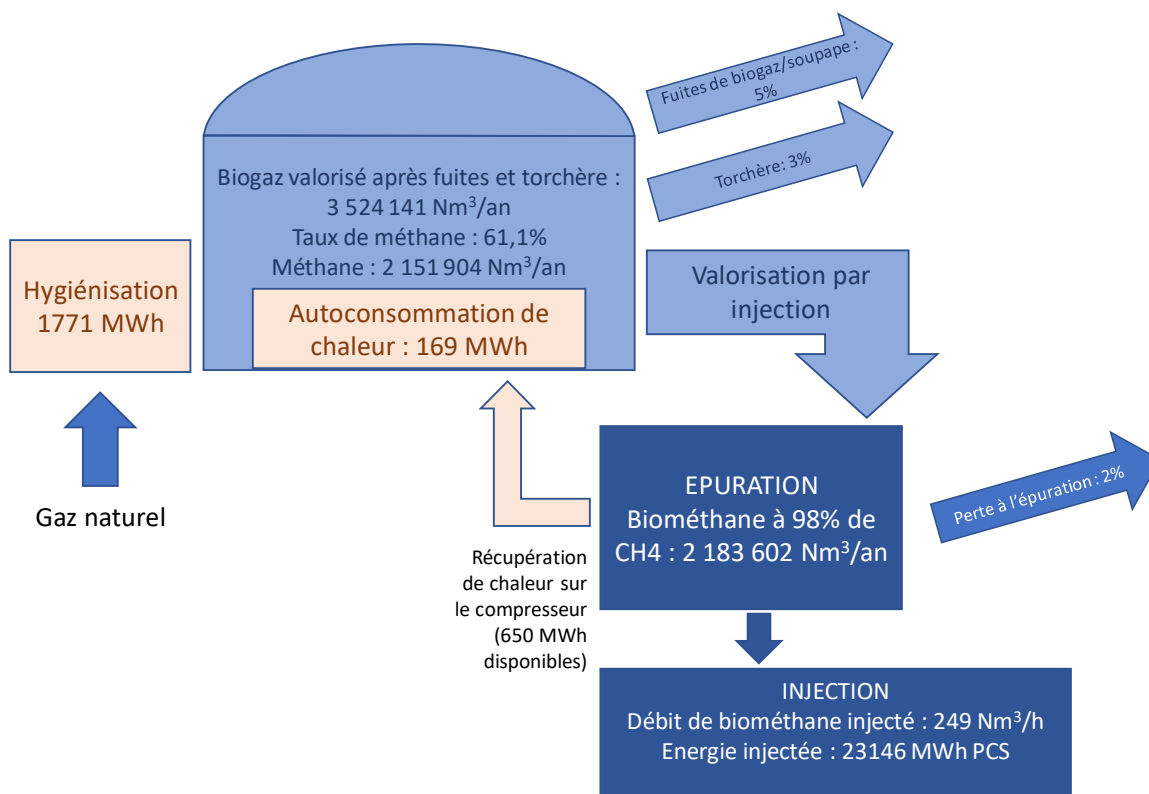 Fuites de biogaz/soupape :
5%
Torchère: 3%
Biogaz valorisé après fuites et torchère :
3 524 141 Nm³/an
Taux de méthane : 61,1%
Méthane : 2 151 904 Nm³/an
Autoconsommation de
chaleur : 169 MWh
Hygiénisation
1771 MWh
Gaz naturel
Valorisation par
injection
EPURATION
Biométhane à 98% de
CH4 : 2 183 602 Nm³/an
Perte à l’épuration : 2%
Récupération
de chaleur sur
le compresseur
(650 MWh
disponibles)
INJECTION
Débit de biométhane injecté : 249 Nm³/h
Energie injectée : 23146 MWh PCS